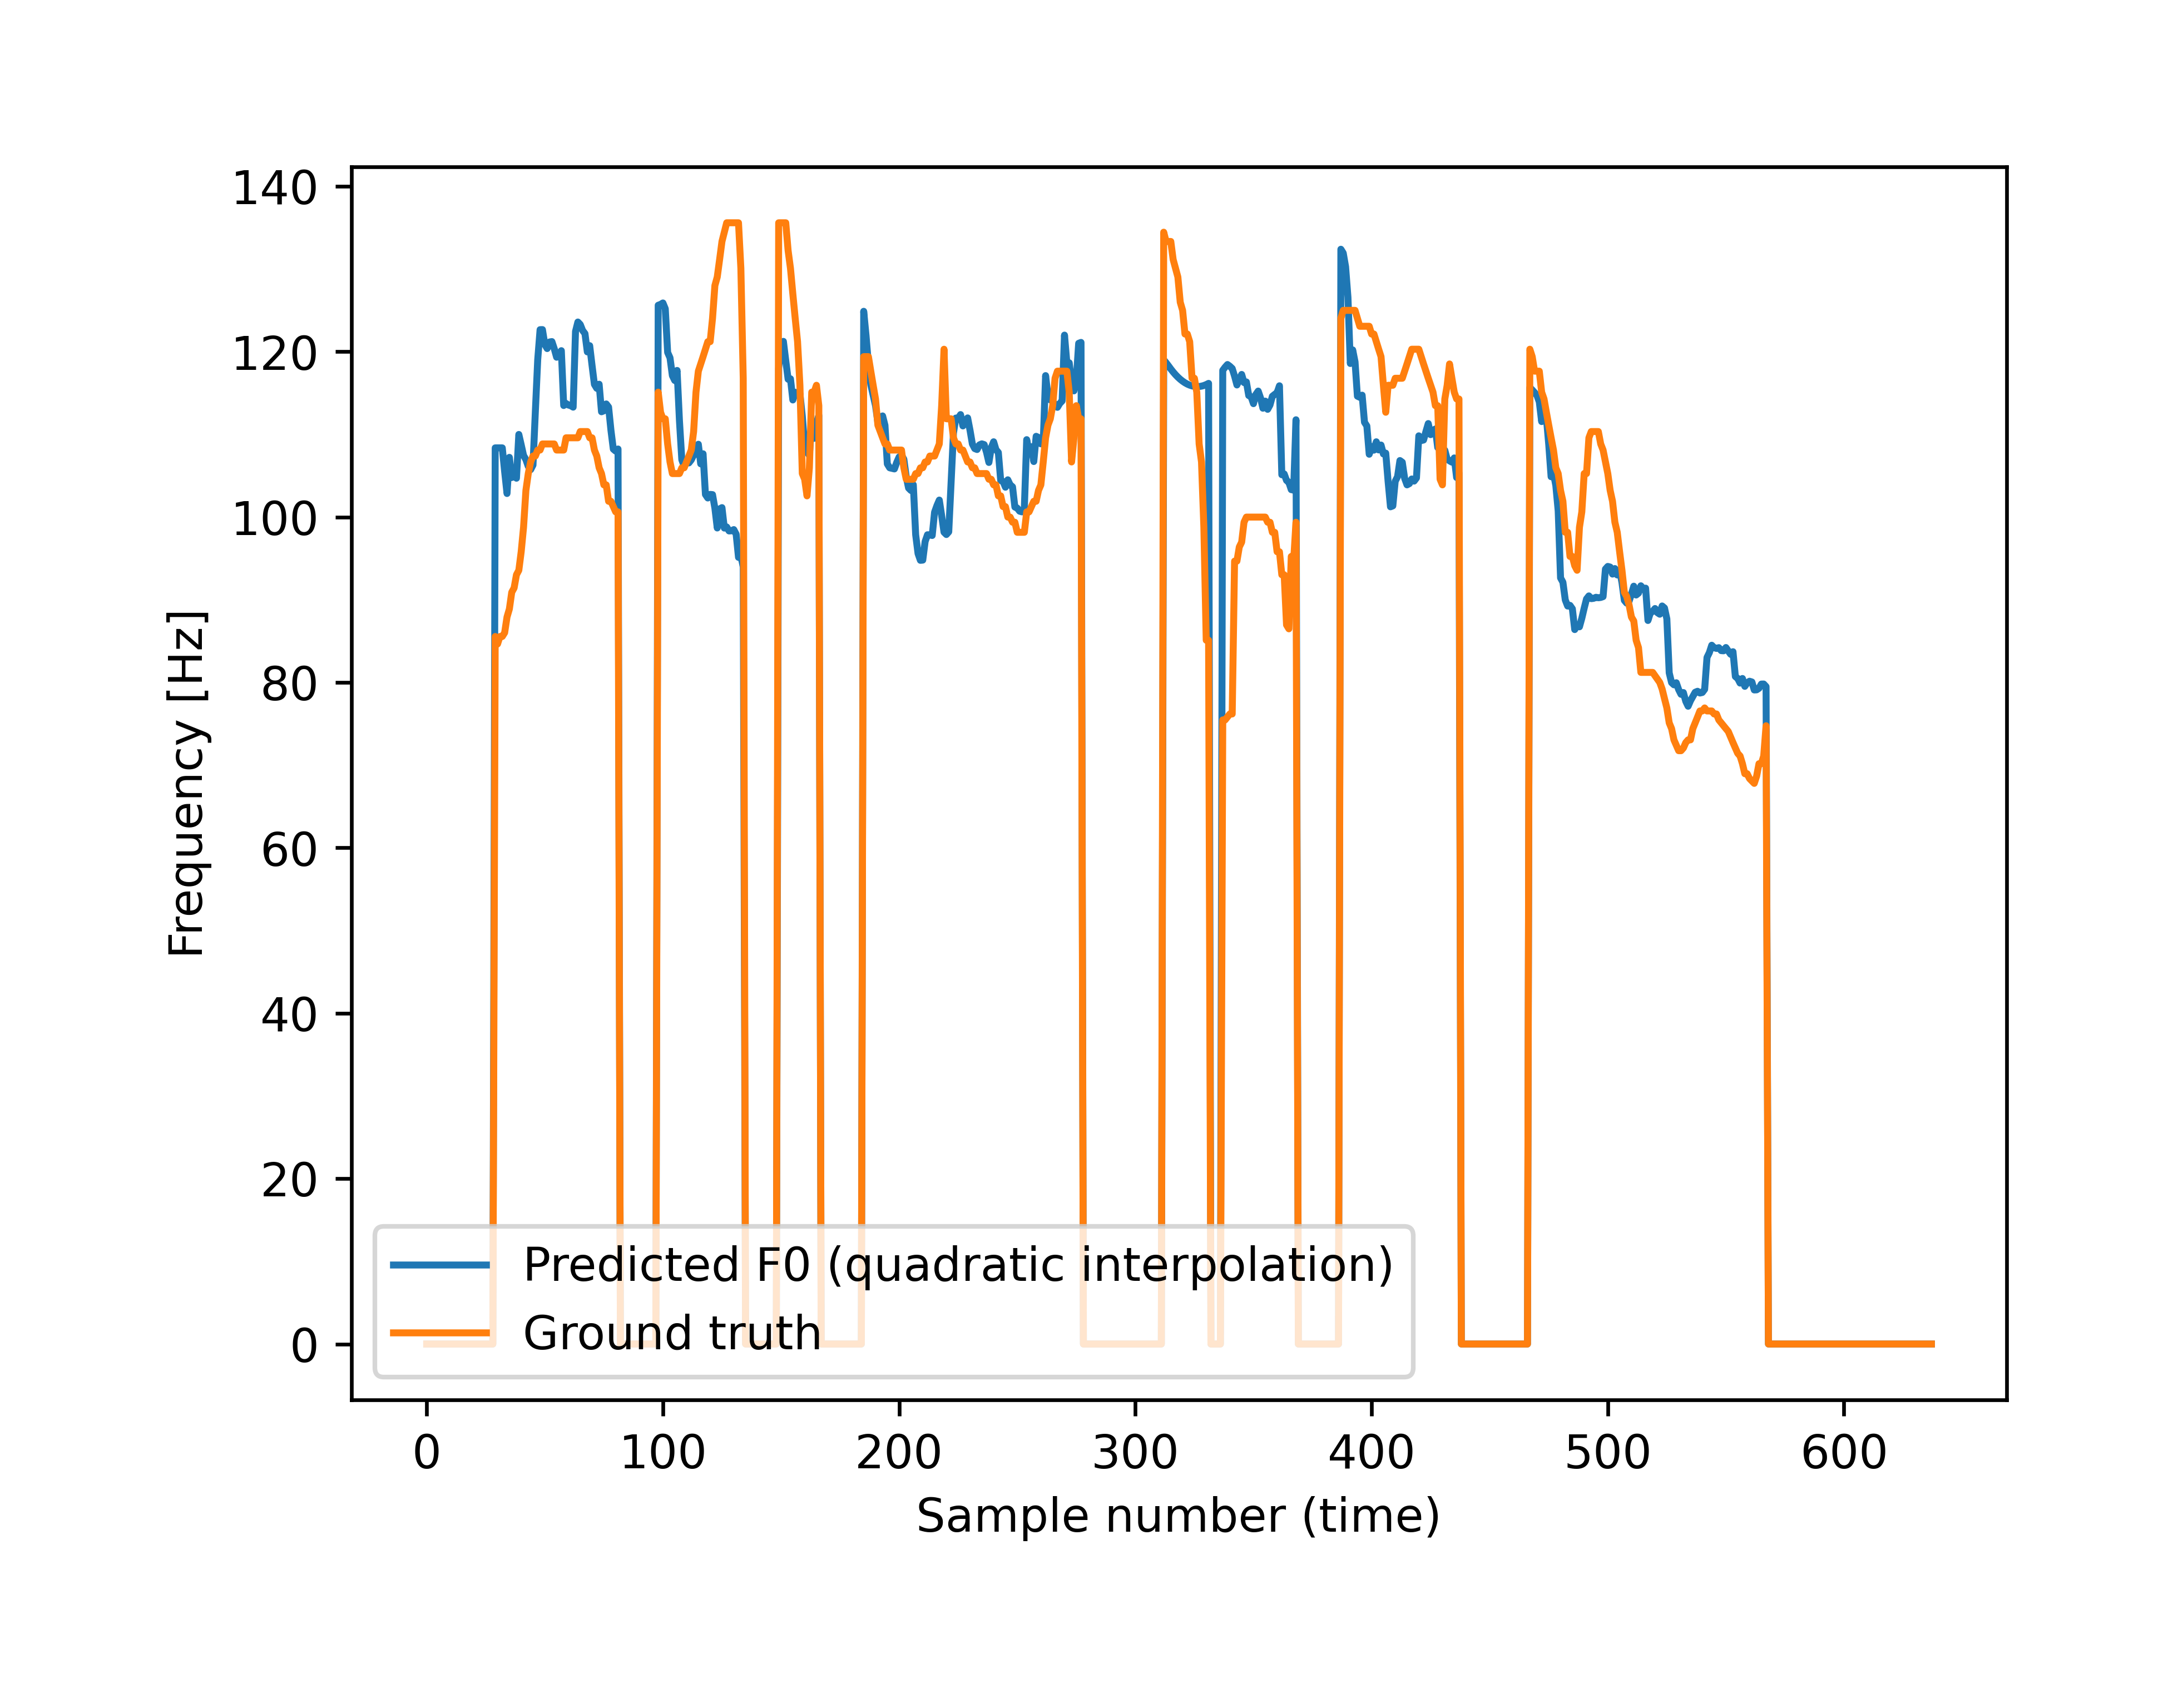 140
120
100
80
60
40
20
0
Frequency [Hz]
Predicted F0 (quadratic interpolation)
Ground truth
0 100 200 300 400 500 600
Sample number (time)